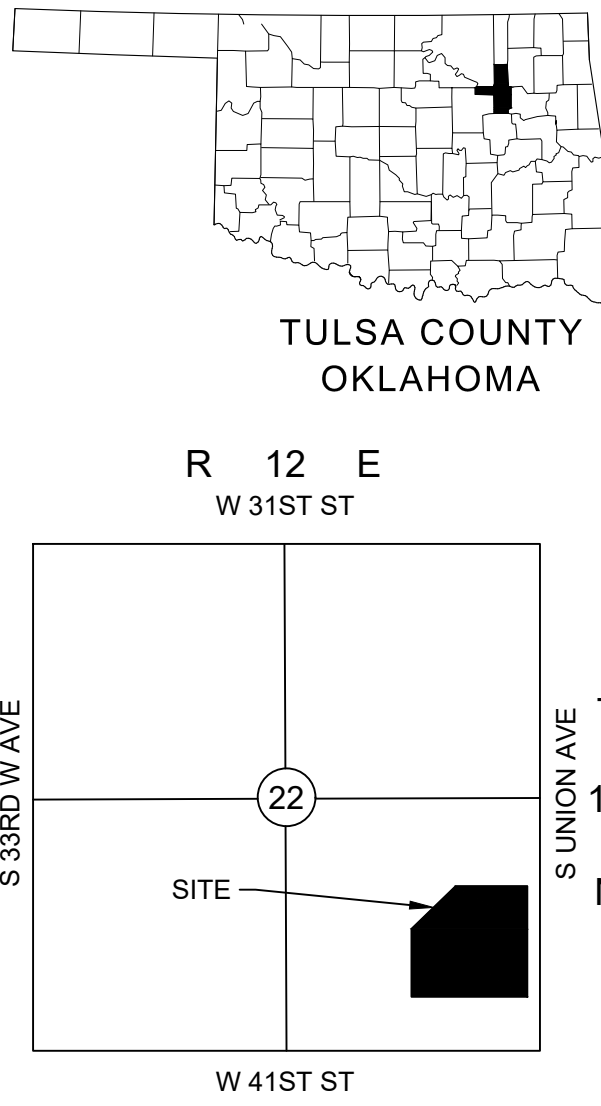 TULSA COUNTY
OKLAHOMA
R 12 E
W 31ST ST
S 33RD W AVE
S UNION AVE
22
SITE
W 41ST ST